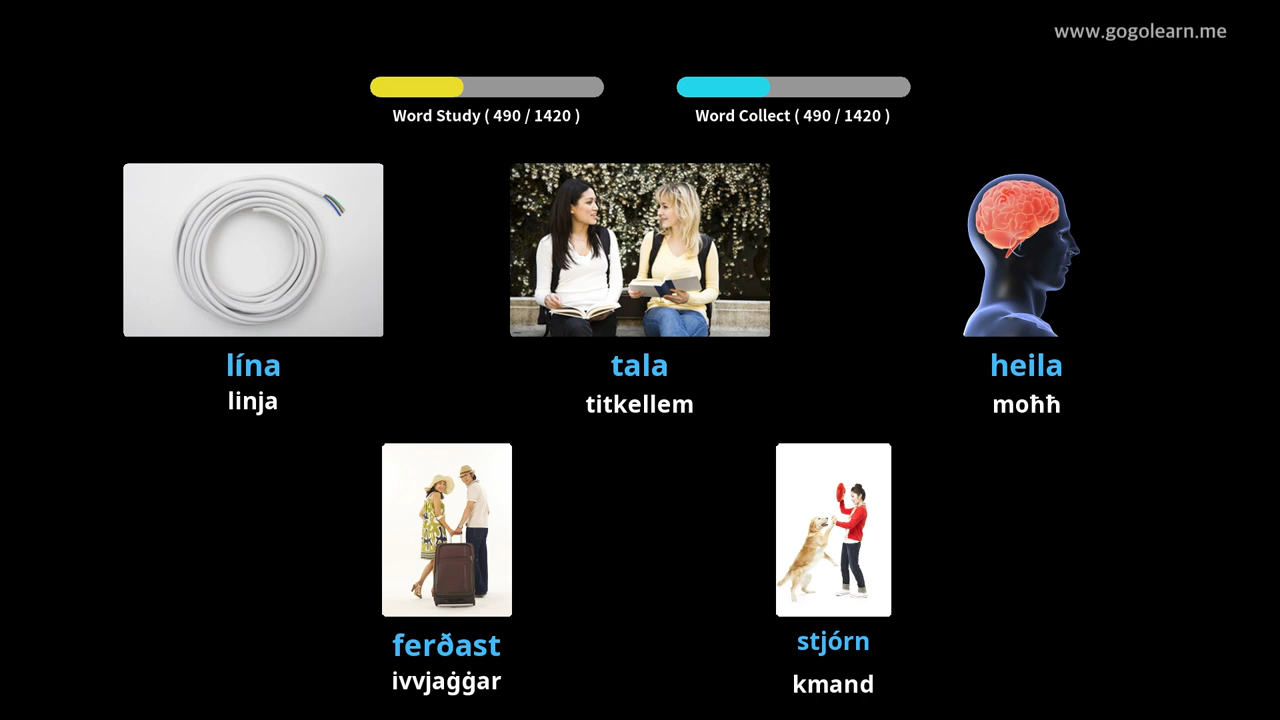 www.gogolearn.me
Word Study ( 490 / 1420 )
Word Collect ( 490 / 1420 )
lína
linja
tala
titkellem
heila
moħħ
ferðast
ivvjaġġar
stjórn
kmand